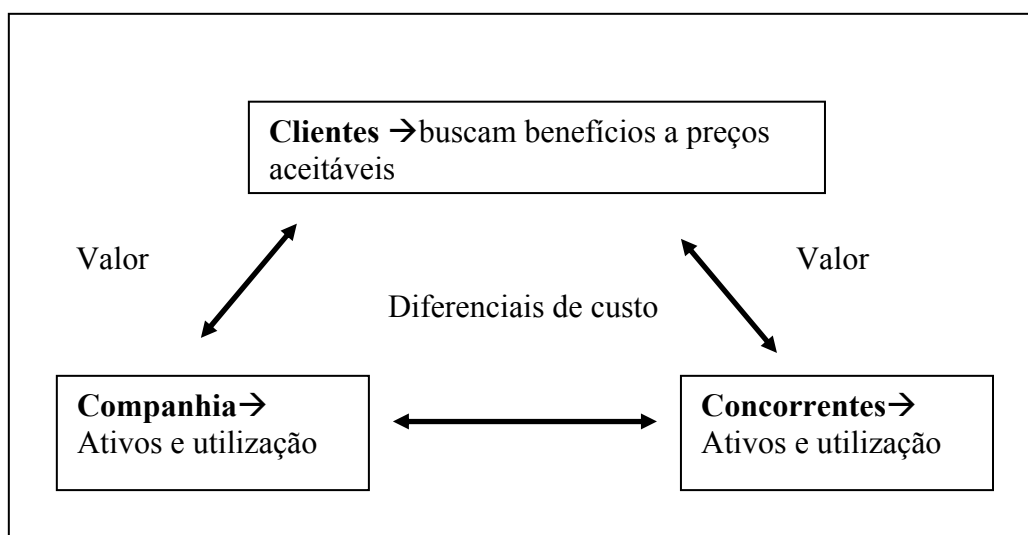 Clientes →buscam benefícios a preços
aceitáveis
Valor
Valor
Diferenciais de custo
Companhia→
Ativos e utilização
Concorrentes→
Ativos e utilização